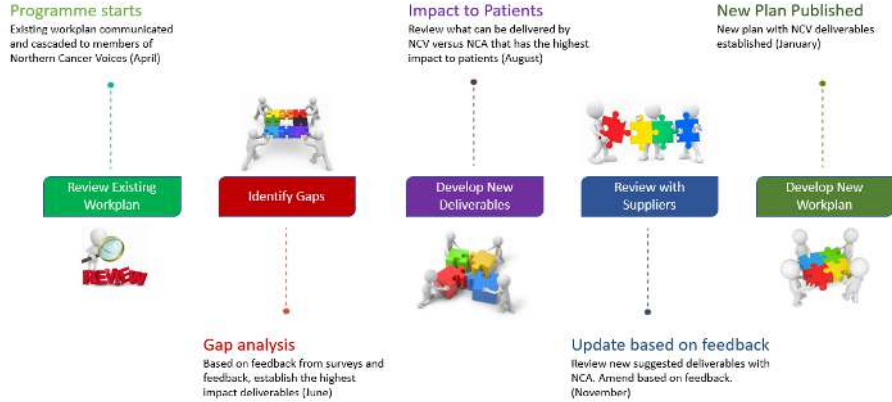 Programme starts
Existing workplan communicated
and cascaded to members of
Northern Cancer Voices (April)
Impact to Patients
Review what can be delivered by
NCV versus NCA that has the highest
impact to patients (August)
New Plan Published
New plan with NCV deliverables
established (January)
Review Existing
Workplan
Identify Gaps
Develop New
Deliverables
Review with
Suppliers
Develop New
Workplan
REVIEW
Gap analysis
Based on feedback from surveys and
feedback, establish the highest
impact deliverables (June)
Update based on feedback
Review new suggested deliverables with
NCA. Amend based on feedback.
(November)